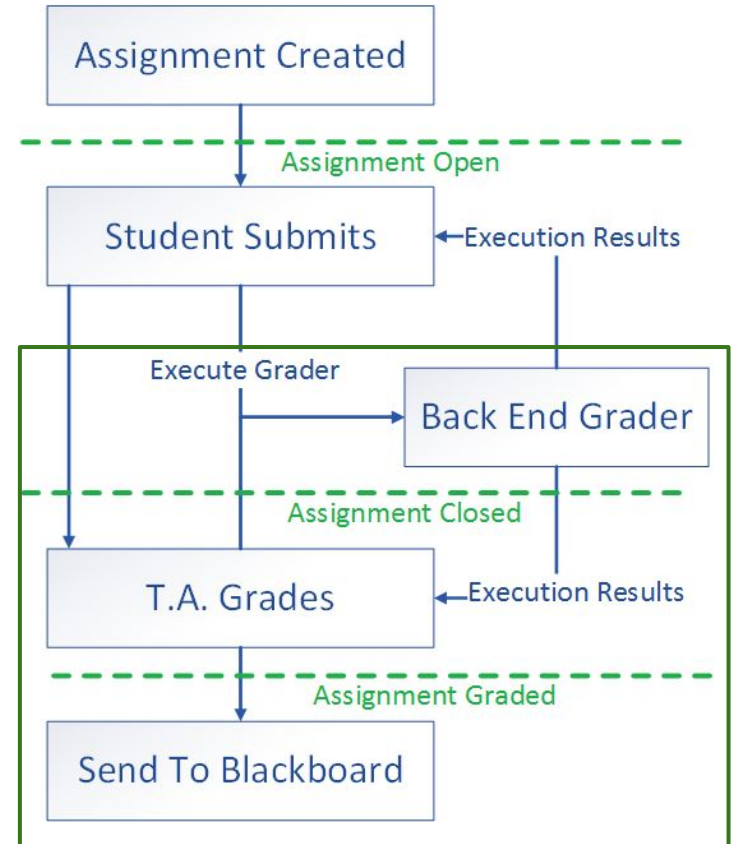 Assignment Created
Assignment Open
Student Submits
Execution Results
Execute Grader
Back End Grader
Assignment Closed
T.A. Grades
Execution Results
Assignment Graded
Send To Blackboard